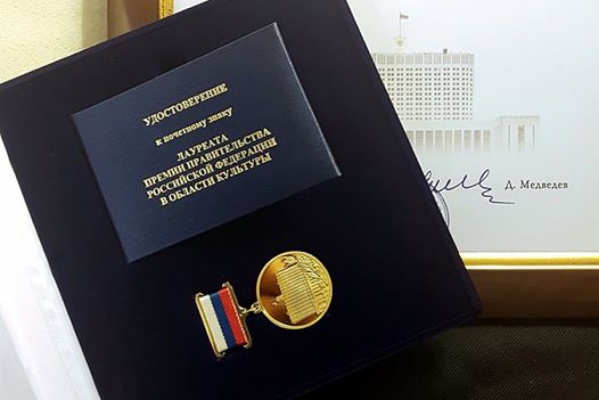 УДОСТОВЕРЕНИЕ
к почетному знаку
ЛАУРЕАТА
ПРЕМИИ ПРАВИТЕЛЬСТВА
РОССИЙСКОЙ ФЕДЕРАЦИИ
В ОБЛАСТИ КУЛЬТУРЫ
Д. Медведев